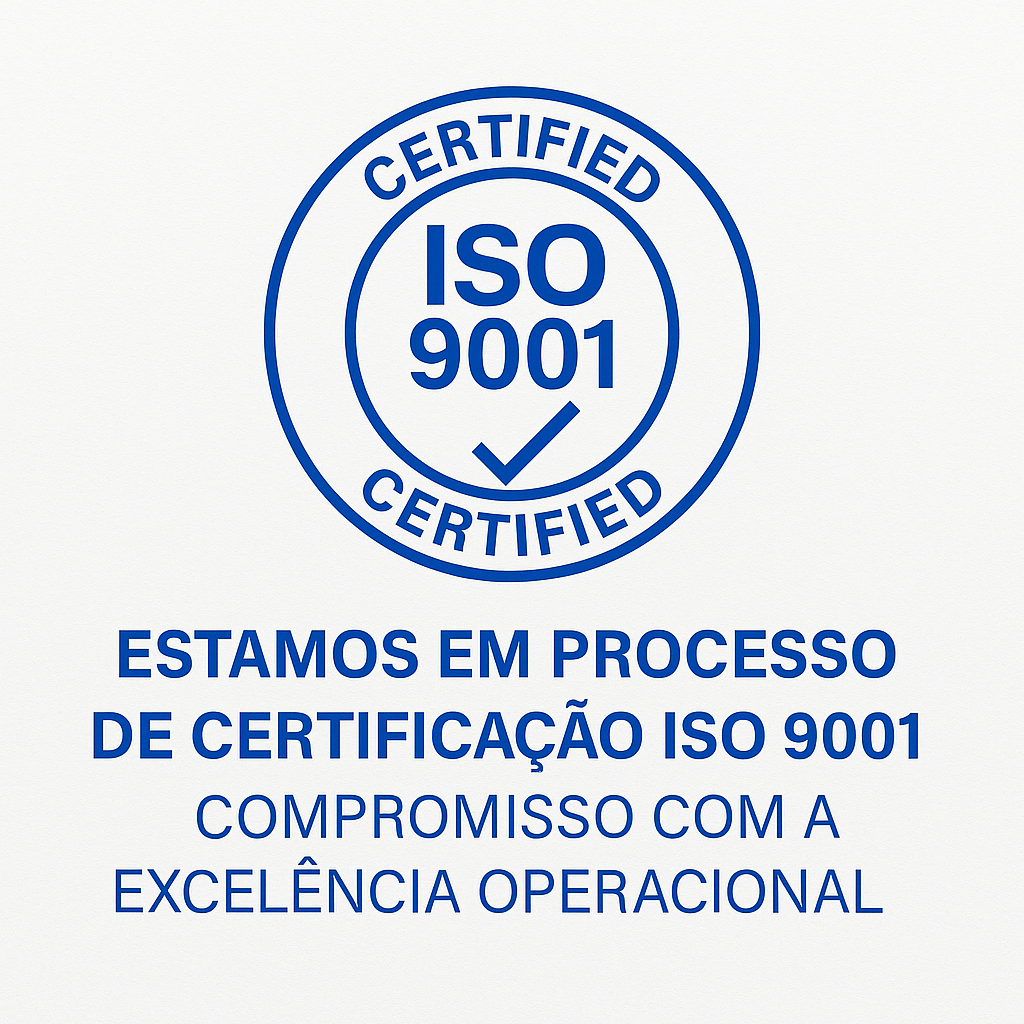 CERTIFIED
ISO
9001
CERTIFIED
ESTAMOS EM PROCESSO
DE CERTIFICAÇÃO ISO 9001
COMPROMISSO COM A
EXCELÊNCIA OPERACIONAL